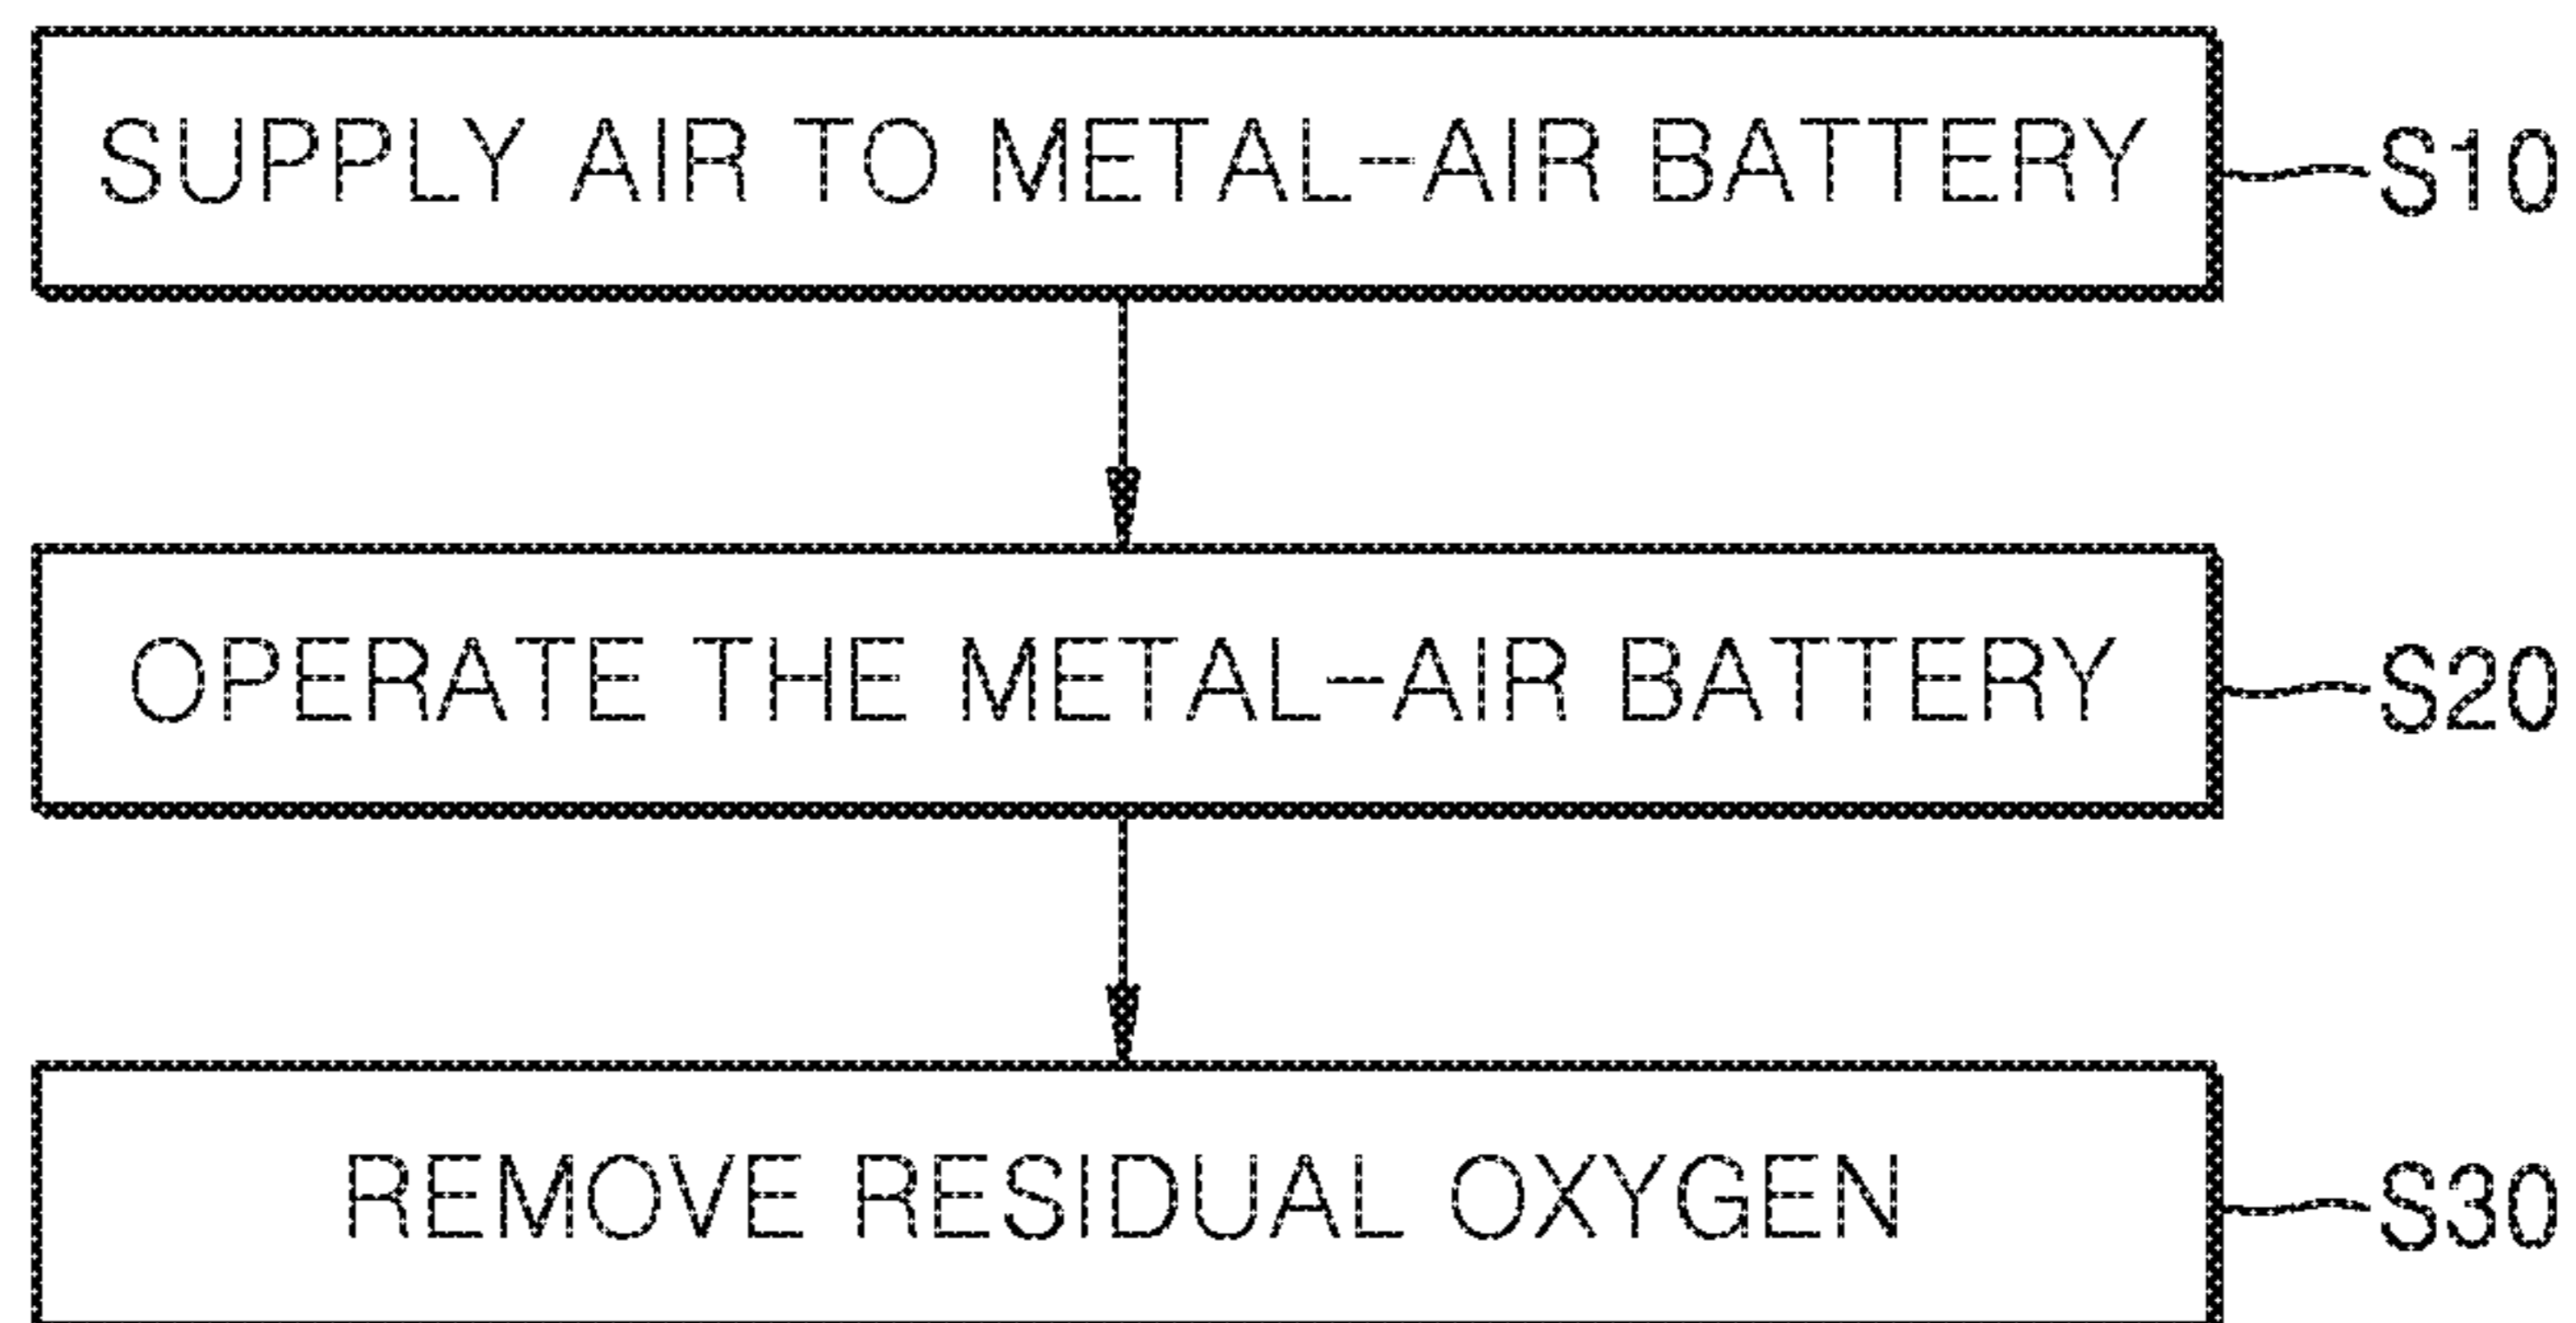 SUPPLY AIR TO METAL-AIR BATTERY S10
OPERATE THE METAL-AIR BATTERY S20
REMOVE RESIDUAL OXYGEN S30